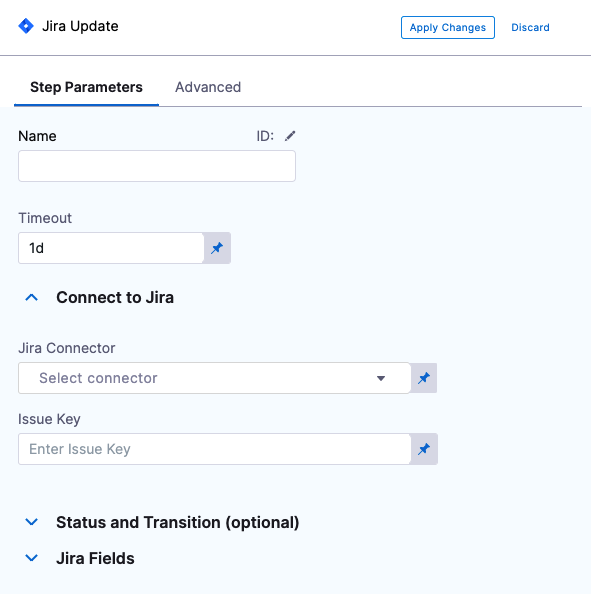 Jira Update
Apply Changes
Discard
Step Parameters
Advanced
Name
ID:
Timeout
1d
Connect to Jira
Jira Connector
Select connector
Issue Key
Enter Issue Key
Status and Transition (optional)
Jira Fields